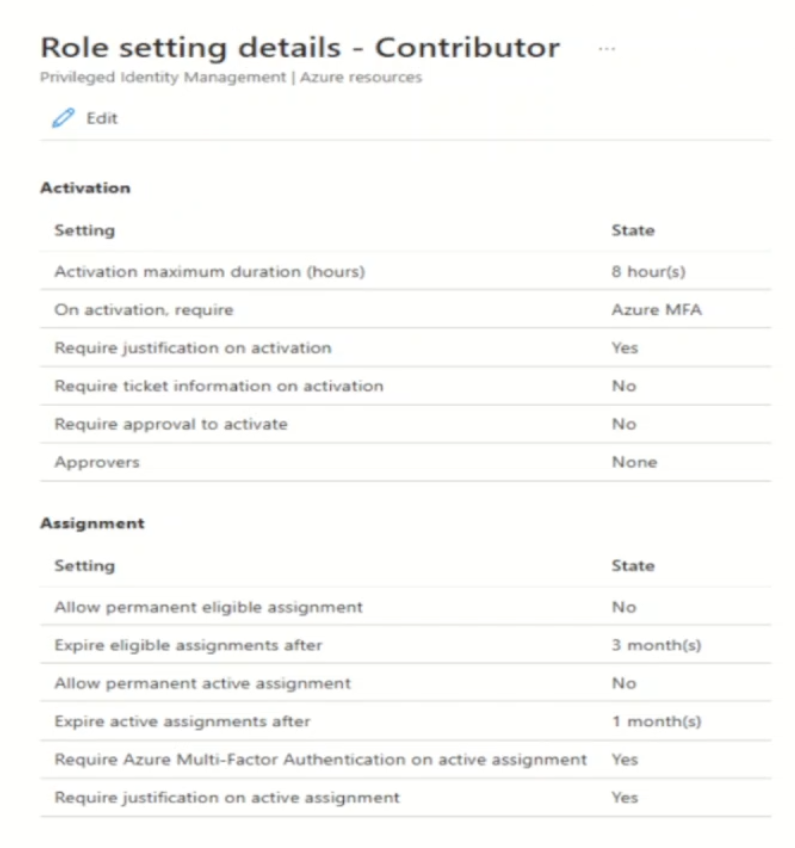 Role setting details - Contributor ...
Privileged Identity Management | Azure resources
Edit
Activation
Setting State
Activation maximum duration (hours) 8 hour(s)
On activation, require Azure MFA
Require justification on activation Yes
Require ticket information on activation No
Require approval to activate No
Approvers None
Assignment
Setting State
Allow permanent eligible assignment No
Expire eligible assignments after 3 month(s)
Allow permanent active assignment No
Expire active assignments after 1 month(s)
Require Azure Multi-Factor Authentication on active assignment Yes
Require justification on active assignment Yes